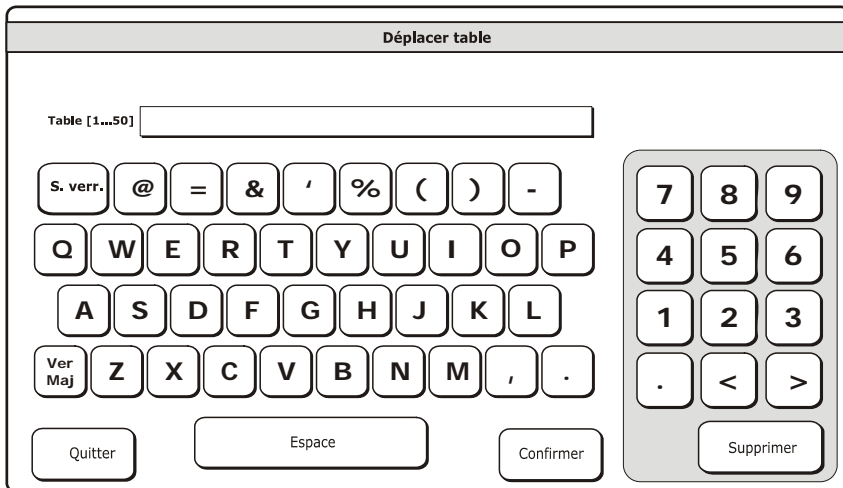 Déplacer table
Table [1...50]
S. verr. @ = & ' % ( ) -
7 8 9
Q W E R T Y U I O P
4 5 6
A S D F G H J K L
1 2 3
Ver
Maj Z X C V B N M , .
. < >
Quitter Espace Confirmer Supprimer